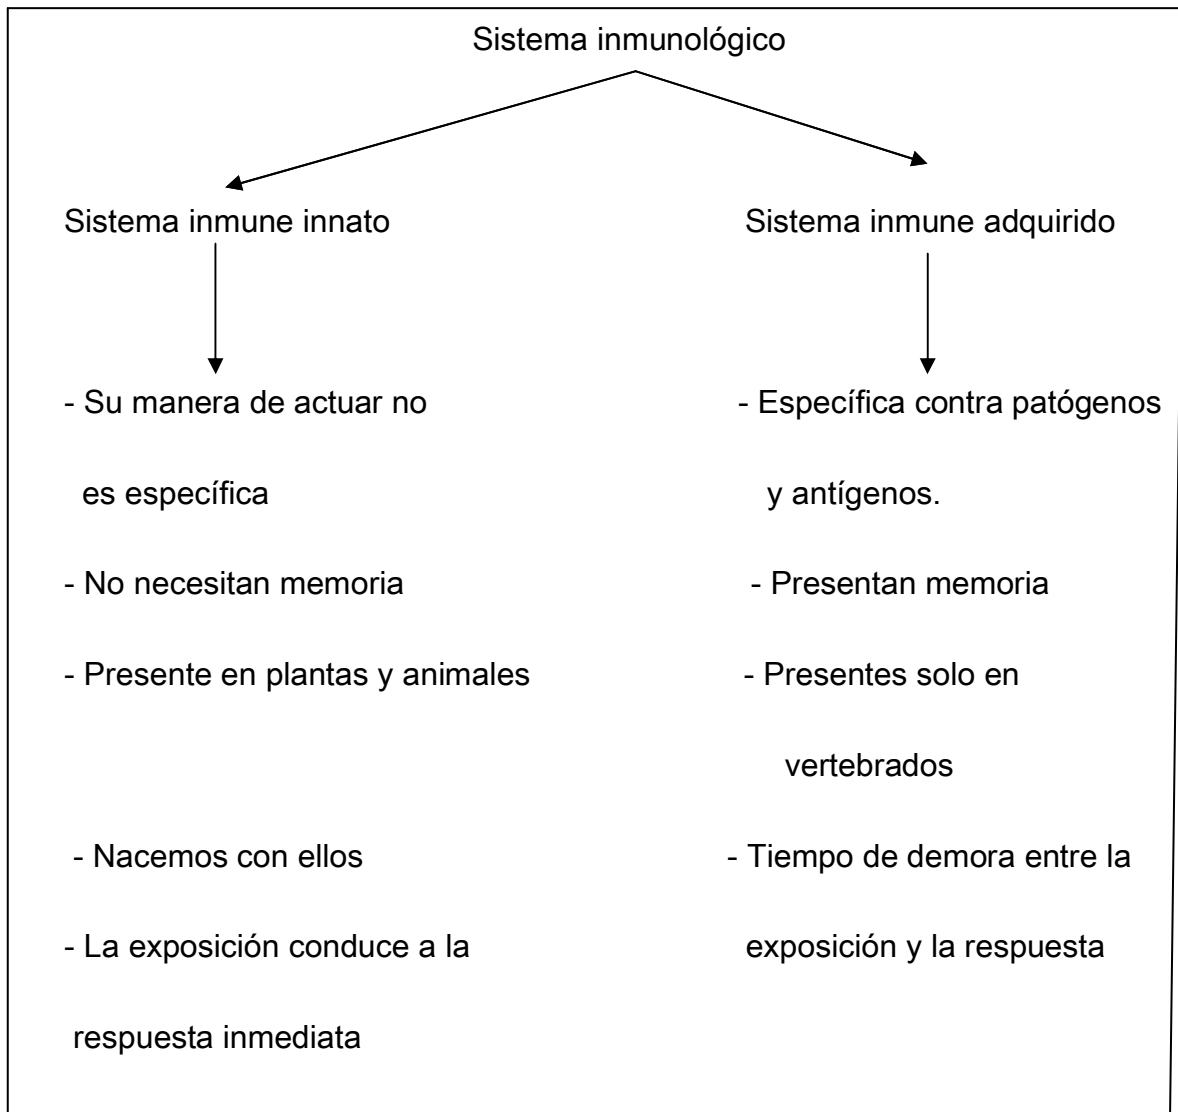 Sistema inmunológico
Sistema inmune innato
- Su manera de actuar no
es específica
- No necesitan memoria
- Presente en plantas y animales
- Nacemos con ellos
- La exposición conduce a la
respuesta inmediata
Sistema inmune adquirido
- Específica contra patógenos
y antígenos.
- Presentan memoria
- Presentes solo en
vertebrados
- Tiempo de demora entre la
exposición y la respuesta